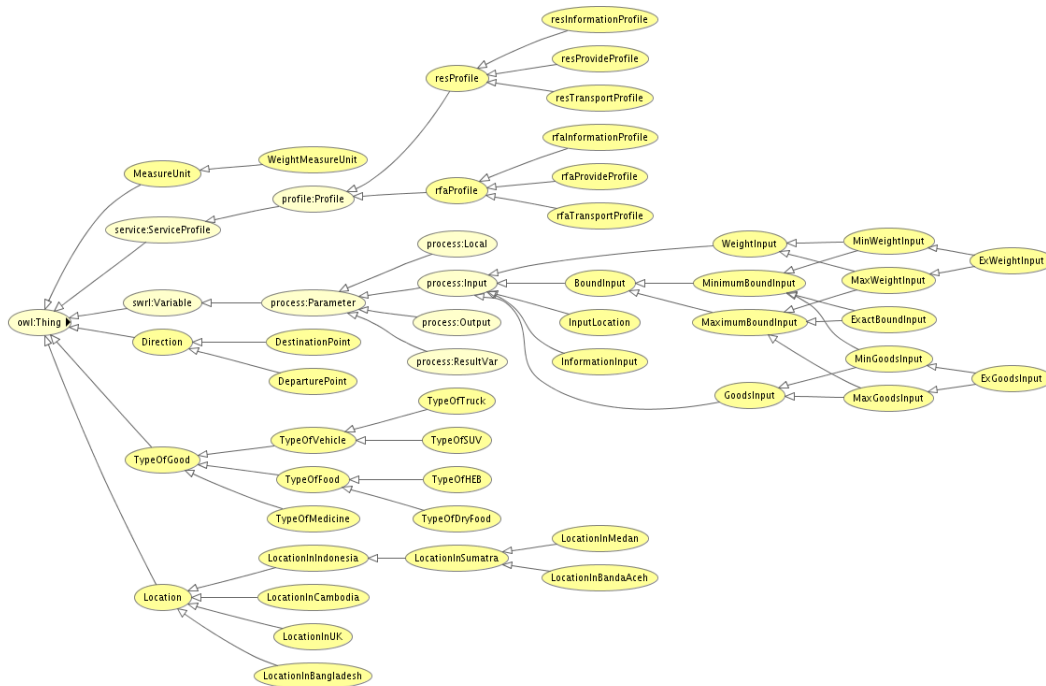 resInformationProfile
resProvideProfile
resProfile
resTransportProfile
rfaInformationProfile
WeightMeasureUnit
MeasureUnit
rfaProvideProfile
rfaProfile
profile:Profile
rfaTransportProfile
service:ServiceProfile
process:Local
WeightInput
MinWeightInput
ExWeightInput
process:Input
BoundInput
MinimumBoundInput
MaxWeightInput
swrl:Variable
process:Parameter
owl:Thing
process:Output
InputLocation
MaximumBoundInput
ExactBoundInput
Direction
DestinationPoint
process:ResultVar
InformationInput
MinGoodsInput
DeparturePoint
ExGoodsInput
GoodsInput
MaxGoodsInput
TypeOfTruck
TypeOfVehicle
TypeOfSUV
TypeOfGood
TypeOfFood
TypeOfHEB
TypeOfMedicine
TypeOfDryFood
LocationInMedan
LocationInIndonesia
LocationInSumatra
LocationInBandaAceh
Location
LocationInCambodia
LocationInUK
LocationInBangladesh